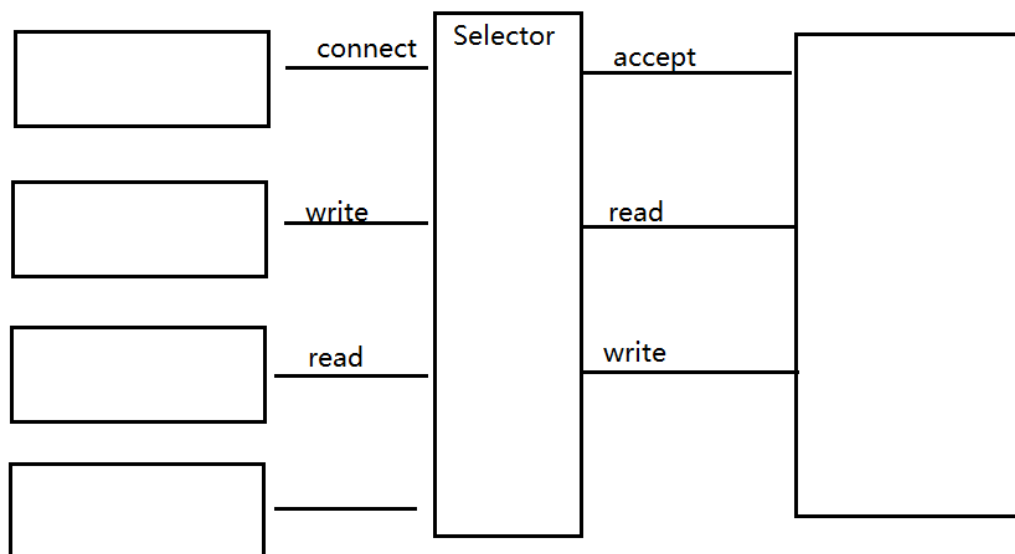 connect
Selector
accept
write
read
read
write